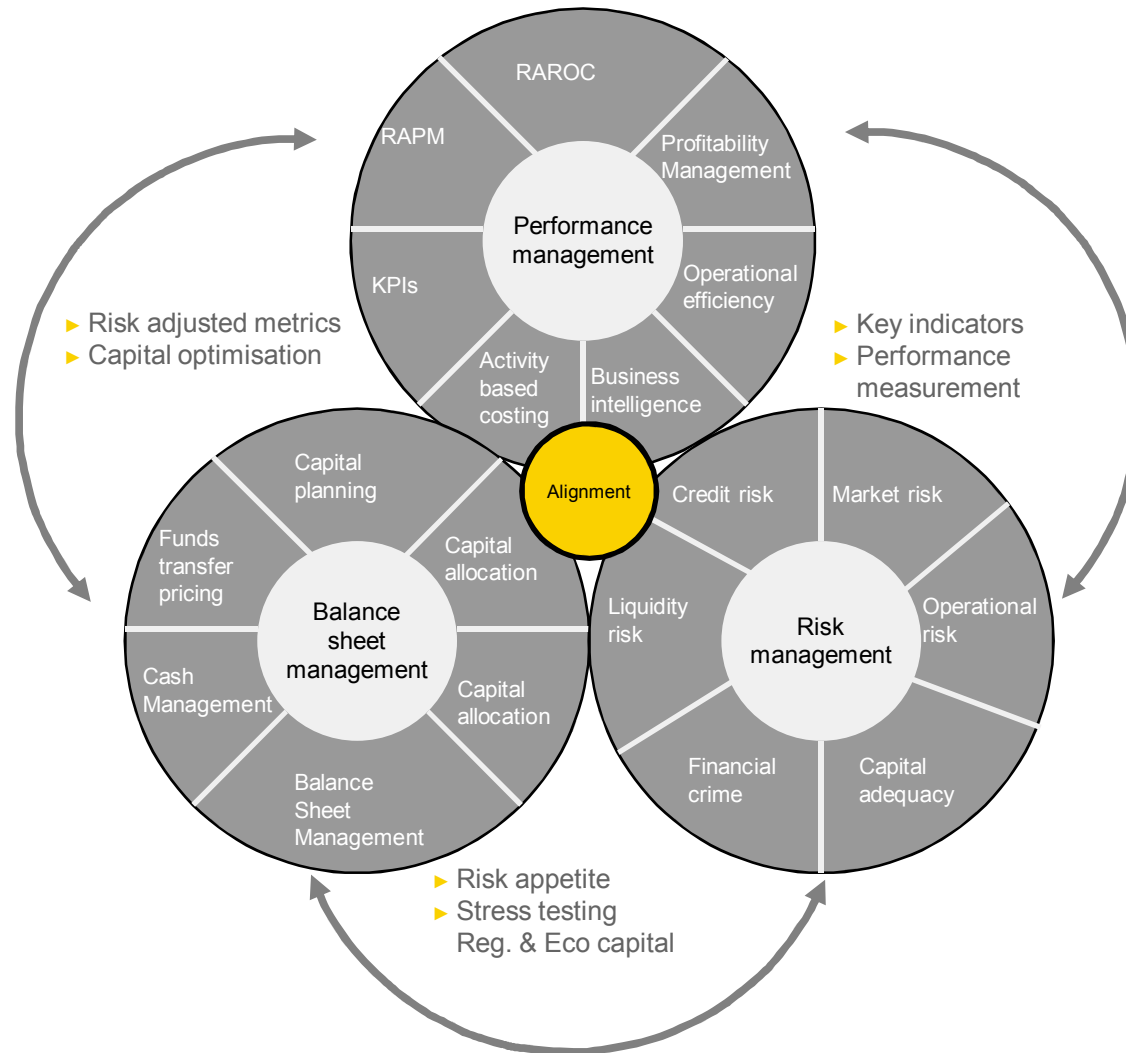 RAROC
RAPM
Profitability
Management
Performance
management
KPIs
Operational
efficiency
Activity
based
costing
Business
intelligence
► Risk adjusted metrics
► Capital optimisation
► Key indicators
► Performance
measurement
Alignment
Capital
planning
Funds
transfer
pricing
Capital
allocation
Balance
sheet
management
Cash
Management
Capital
allocation
Balance
Sheet
Management
Credit risk
Market risk
Liquidity
risk
Operational
risk
Risk
management
Financial
crime
Capital
adequacy
► Risk appetite
► Stress testing
Reg. & Eco capital